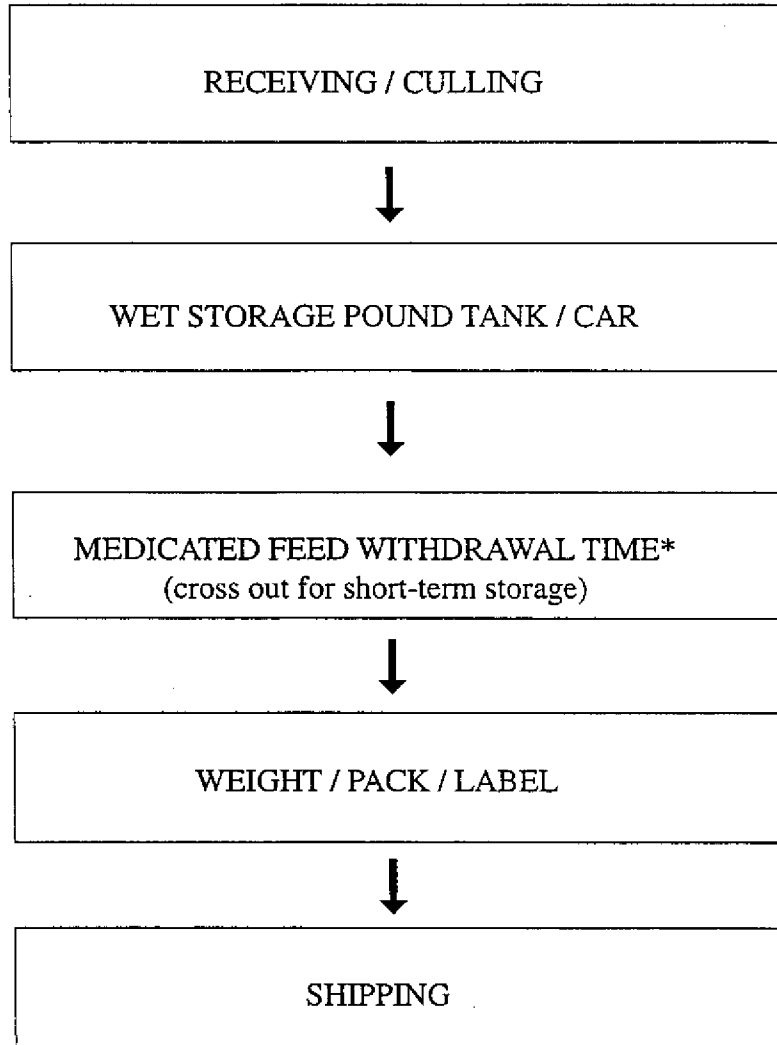 RECEIVING / CULLING
WET STORAGE POUND TANK / CAR
MEDICATED FEED WITHDRAWAL TIME*
(cross out for short-term storage)
WEIGHT / PACK / LABEL
SHIPPING